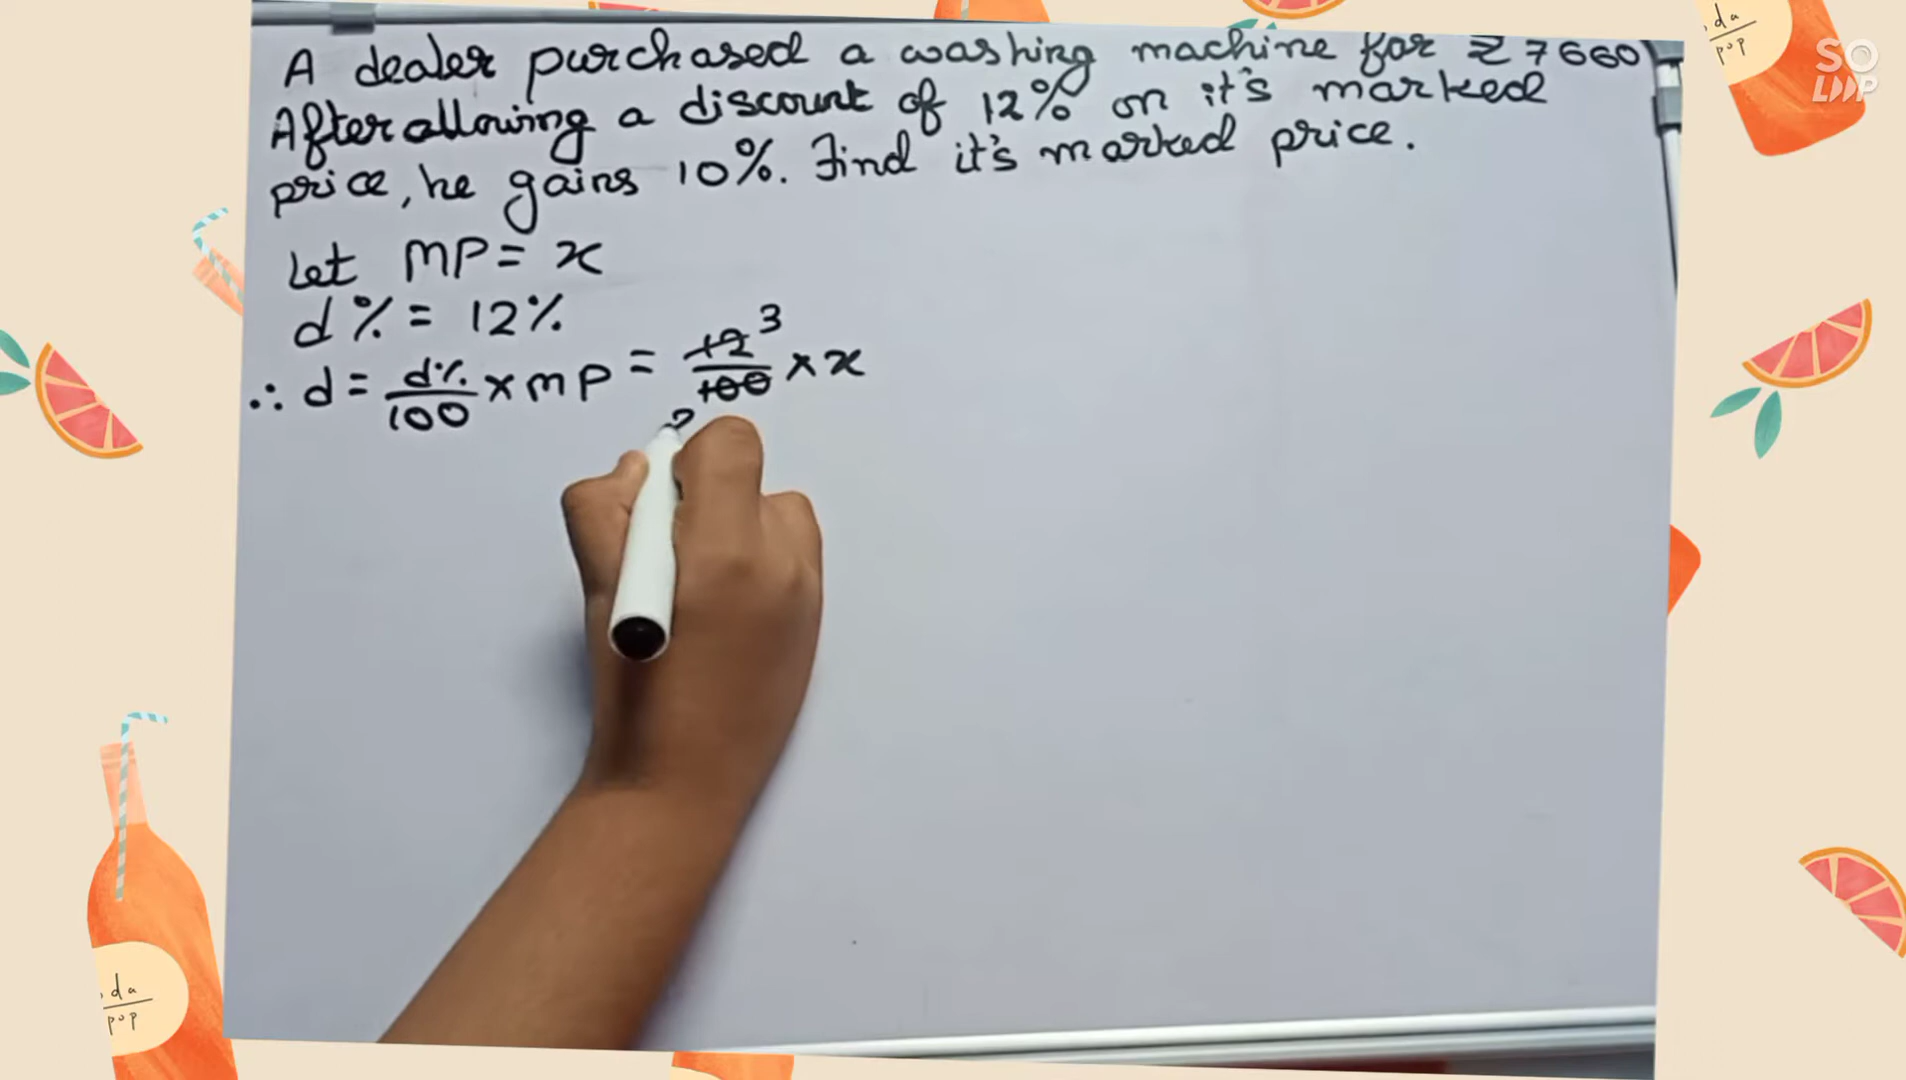 A dealer purchased a washing machine for ₹ 7660
After allowing a discount of 12% on it's marked
price, he gains 10%. Find it's marked price.
Let MP = x
d% = 12%
∴ d = d%/100 × MP = 12/100 × x
3
2
SO
LOOP
da
pop
da
pop